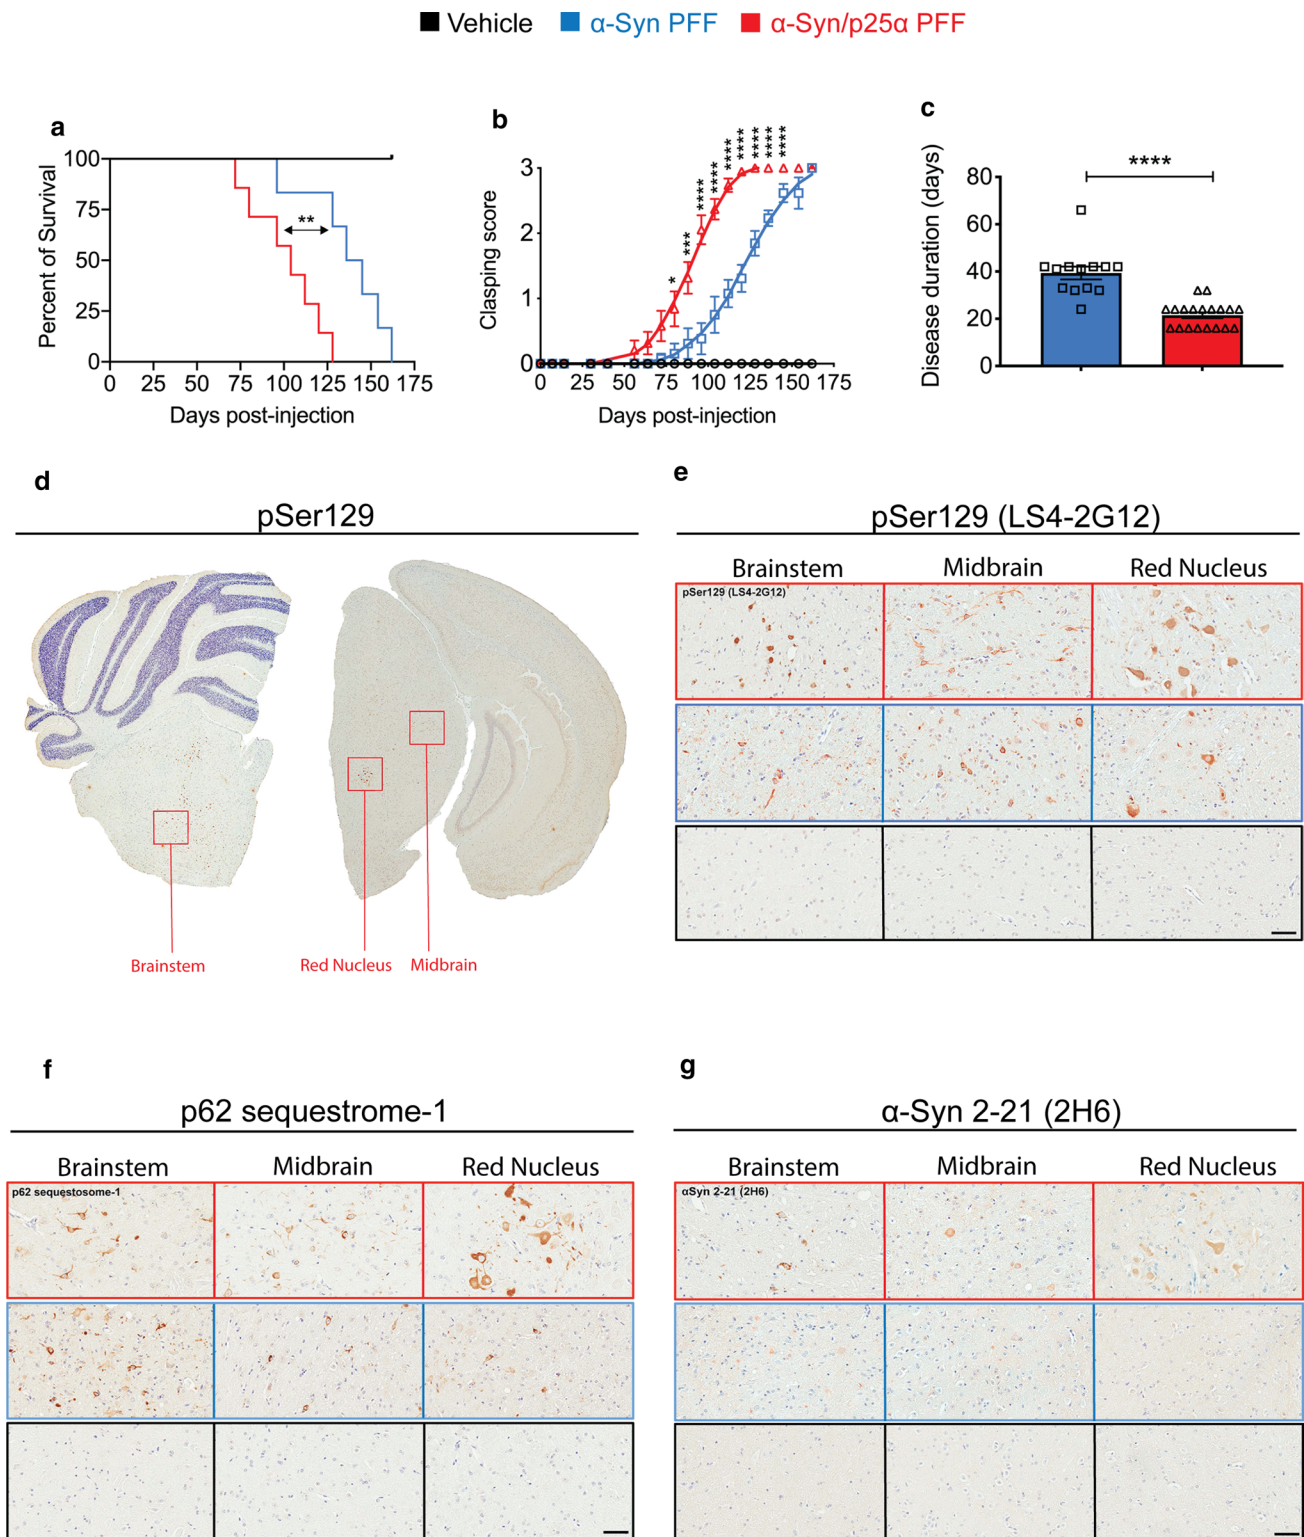 Vehicle α-Syn PFF α-Syn/p25α PFF
a
Percent of Survival
100
75
50
25
0
**
0 25 50 75 100 125 150 175
Days post-injection
b
Clasping score
3
2
1
0
* *** **** **** **** **** **** **** ****
0 25 50 75 100 125 150 175
Days post-injection
c
Disease duration (days)
80
60
40
20
0
****
d
pSer129
Brainstem
Red Nucleus
Midbrain
e
pSer129 (LS4-2G12)
Brainstem Midbrain Red Nucleus
pSer129 (LS4-2G12)
f
p62 sequestrome-1
Brainstem Midbrain Red Nucleus
p62 sequestosome-1
g
α-Syn 2-21 (2H6)
Brainstem Midbrain Red Nucleus
αSyn 2-21 (2H6)